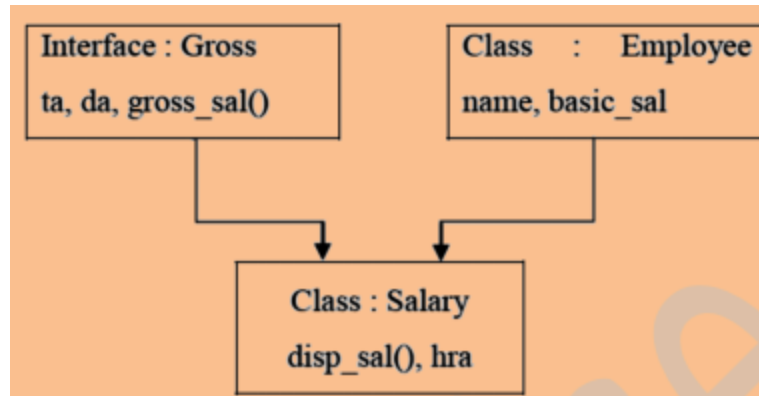 Interface : Gross
ta, da, gross_sal()
Class : Employee
name, basic_sal
Class : Salary
disp_sal(), hra